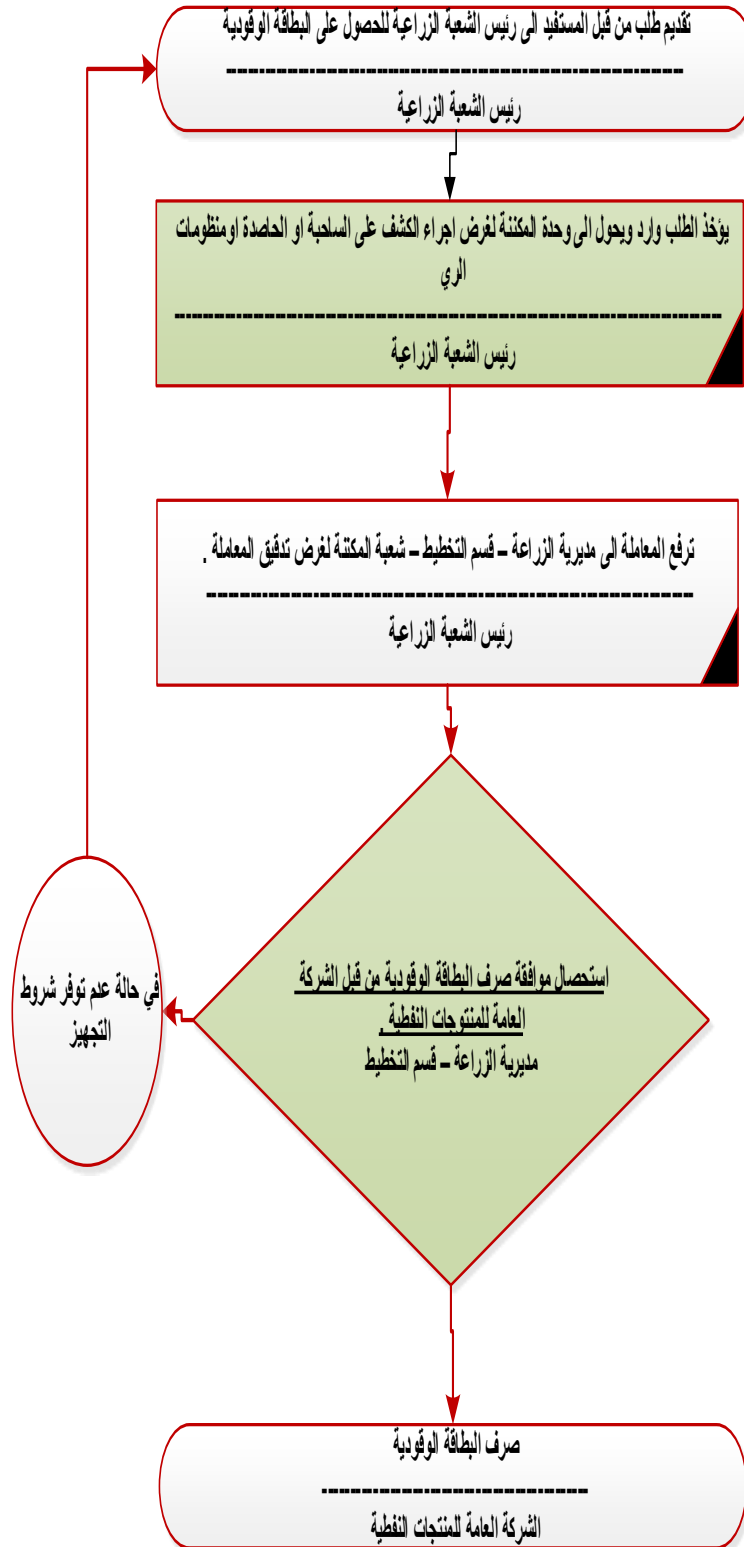 تقديم طلب من قبل المستفيد الى رئيس الشعبة الزراعية للحصول على البطاقة الوقودية
رئيس الشعبة الزراعية
يؤخذ الطلب وارد ويحول الى وحدة المكننة لغرض اجراء الكشف على الساحبة او الحاصدة او منظومات
الري
رئيس الشعبة الزراعية
ترفع المعاملة الى مديرية الزراعة – قسم التخطيط – شعبة المكننة لغرض تدقيق المعاملة .
رئيس الشعبة الزراعية
استحصال موافقة صرف البطاقة الوقودية من قبل الشركة
العامة للمنتوجات النفطية .
مديرية الزراعة – قسم التخطيط
في حالة عدم توفر شروط
التجهيز
صرف البطاقة الوقودية
الشركة العامة للمنتجات النفطية